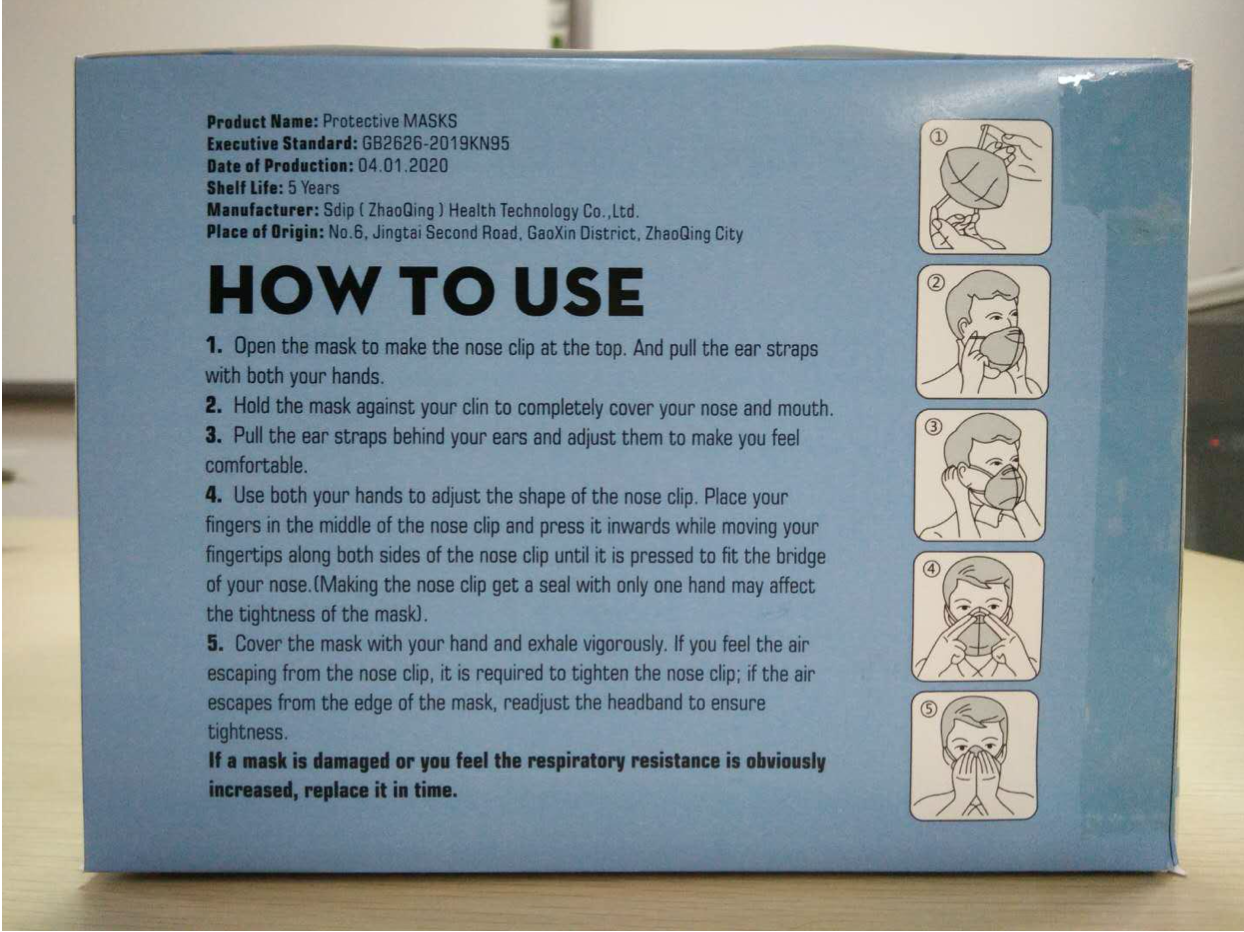 Product Name: Protective MASKS
Executive Standard: GB2626-2019KN95
Date of Production: 04.01.2020
Shelf Life: 5 Years
Manufacturer: Sdip ( ZhaoQing ) Health Technology Co.,Ltd.
Place of Origin: No.6, Jingtai Second Road, GaoXin District, ZhaoQing City
HOW TO USE
1. Open the mask to make the nose clip at the top. And pull the ear straps
with both your hands.
2. Hold the mask against your clin to completely cover your nose and mouth.
3. Pull the ear straps behind your ears and adjust them to make you feel
comfortable.
4. Use both your hands to adjust the shape of the nose clip. Place your
fingers in the middle of the nose clip and press it inwards while moving your
fingertips along both sides of the nose clip until it is pressed to fit the bridge
of your nose.(Making the nose clip get a seal with only one hand may affect
the tightness of the mask).
5. Cover the mask with your hand and exhale vigorously. If you feel the air
escaping from the nose clip, it is required to tighten the nose clip; if the air
escapes from the edge of the mask, readjust the headband to ensure
tightness.
If a mask is damaged or you feel the respiratory resistance is obviously
increased, replace it in time.
①
②
③
④
⑤